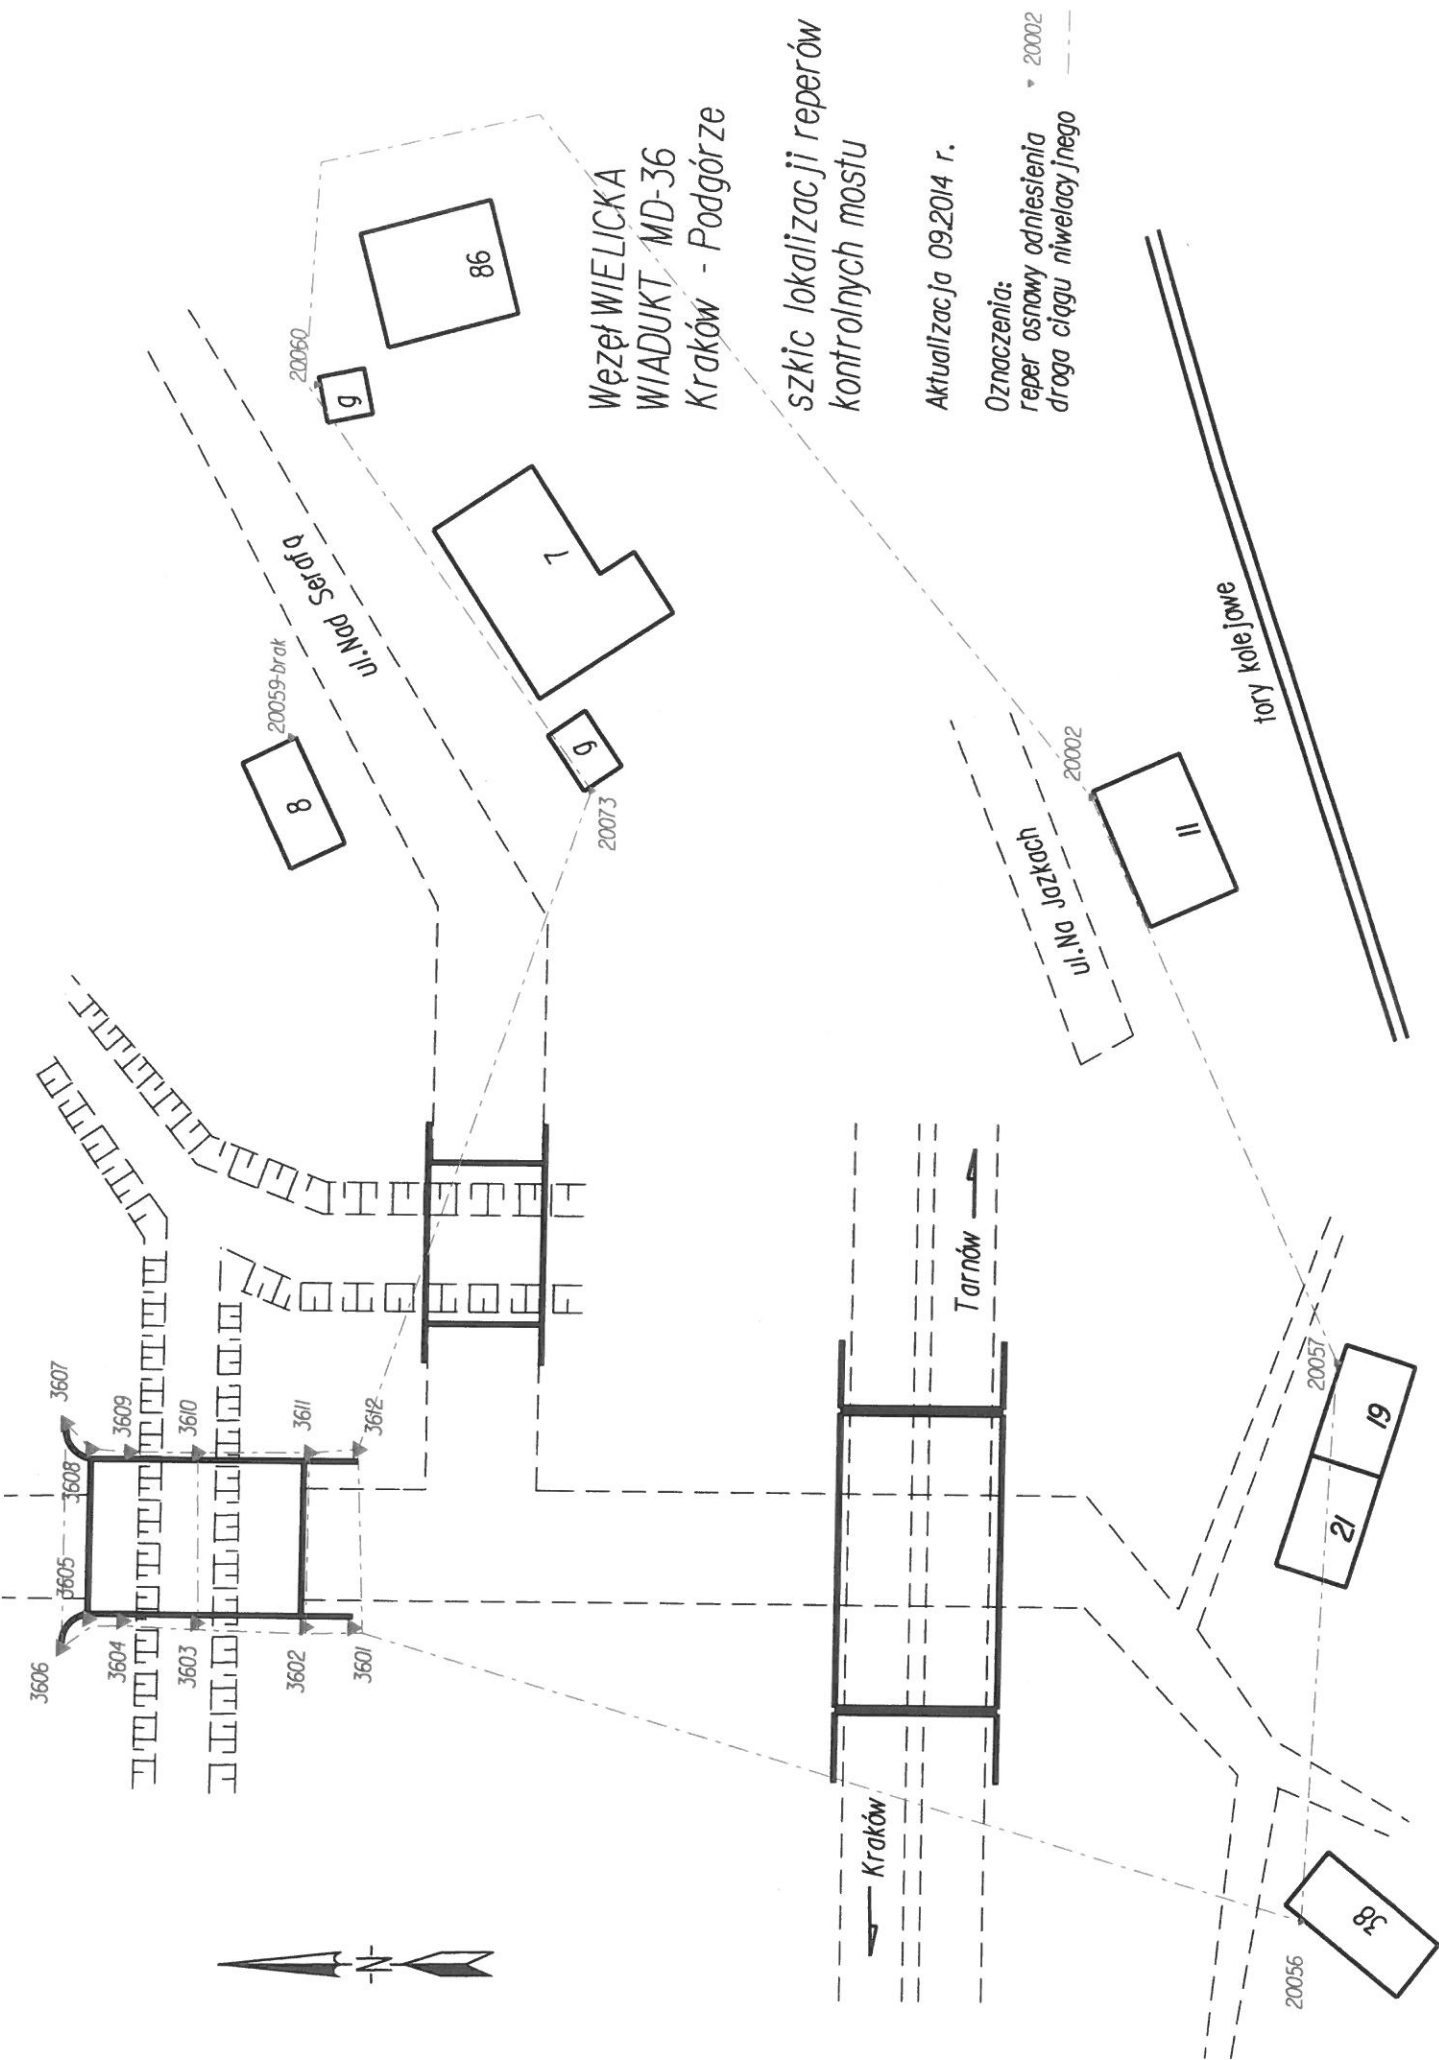 Węzeł WIELICKA
WIADUKT MD-36
Kraków - Podgórze
szkic lokalizacji reperów
kontrolnych mostu
Aktualizacja 09.2014 r.
Oznaczenia:
reper osnowy odniesienia 20002
droga ciągu niwelacyjnego
3606
3605
3608
3607
3604
3609
3603
3610
3602
3611
3601
3612
N
8
20059-brak
ul.Nad Serafą
20060
g
86
7
g
20073
Kraków
Tarnów
ul.Na Jazkach
20002
11
tory kolejowe
20057
19
21
20056
38